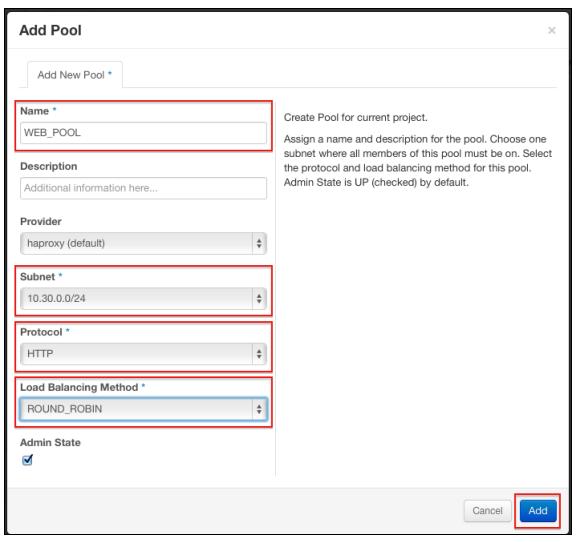 Add Pool
×
Add New Pool *
Name *
WEB_POOL
Description
Additional information here...
Provider
haproxy (default)
Subnet *
10.30.0.0/24
Protocol *
HTTP
Load Balancing Method *
ROUND_ROBIN
Admin State
Create Pool for current project.
Assign a name and description for the pool. Choose one
subnet where all members of this pool must be on. Select
the protocol and load balancing method for this pool.
Admin State is UP (checked) by default.
Cancel
Add